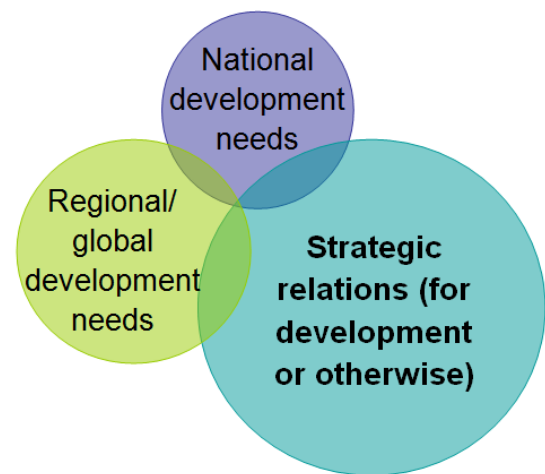 National
development
needs
Regional/
global
development
needs
Strategic
relations (for
development
or otherwise)